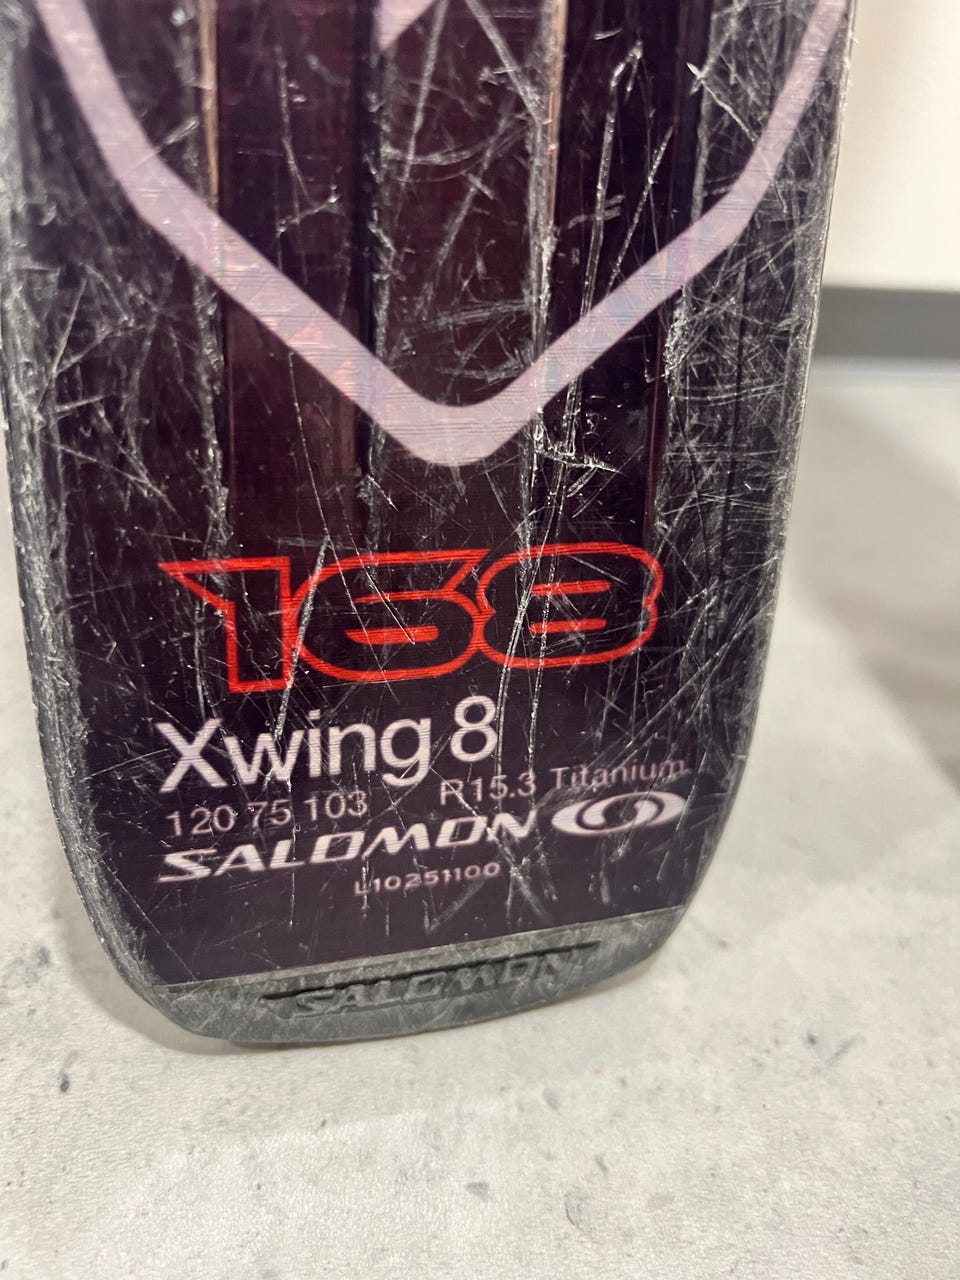 168
Xwing 8
120 75 103 R15.3 Titanium
SALOMON
L10251100
SALOMON